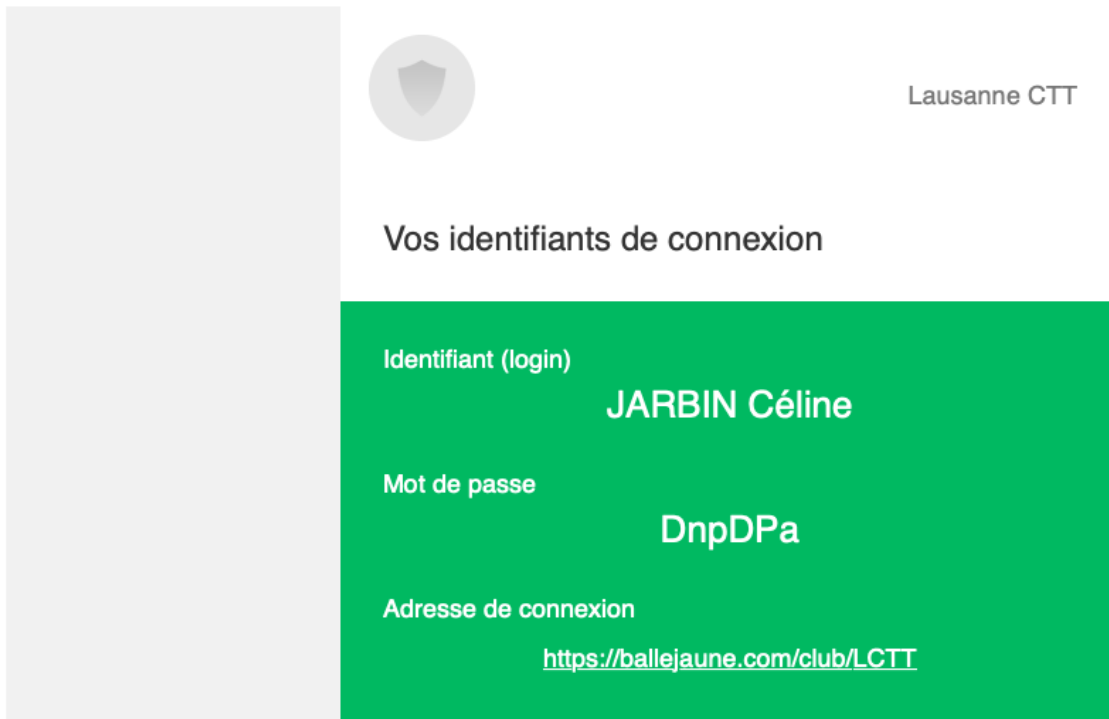 Lausanne CTT
Vos identifiants de connexion
Identifiant (login)
JARBIN Céline
Mot de passe
DnpDPa
Adresse de connexion
https://ballejaune.com/club/LCTT